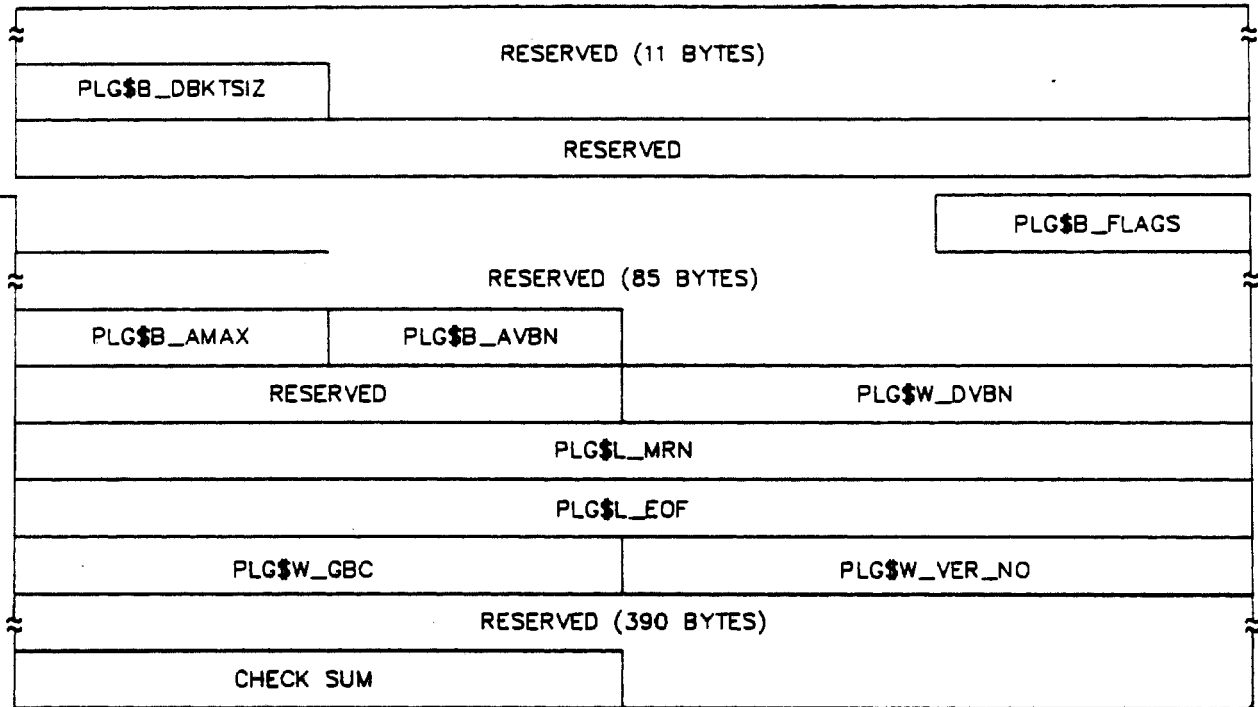 RESERVED (11 BYTES)
PLG$B_DBKTSIZ
RESERVED
PLG$B_FLAGS
RESERVED (85 BYTES)
PLG$B_AMAX PLG$B_AVBN
RESERVED PLG$W_DVBN
PLG$L_MRN
PLG$L_EOF
PLG$W_GBC PLG$W_VER_NO
RESERVED (390 BYTES)
CHECK SUM